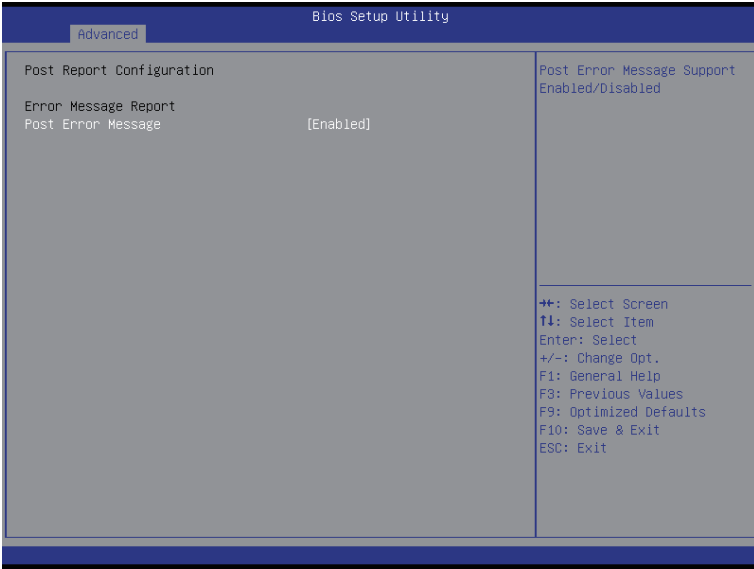 Bios Setup Utility
Advanced
Post Report Configuration
Error Message Report
Post Error Message [Enabled]
Post Error Message Support
Enabled/Disabled
→←: Select Screen
↑↓: Select Item
Enter: Select
+/-: Change Opt.
F1: General Help
F3: Previous Values
F9: Optimized Defaults
F10: Save & Exit
ESC: Exit